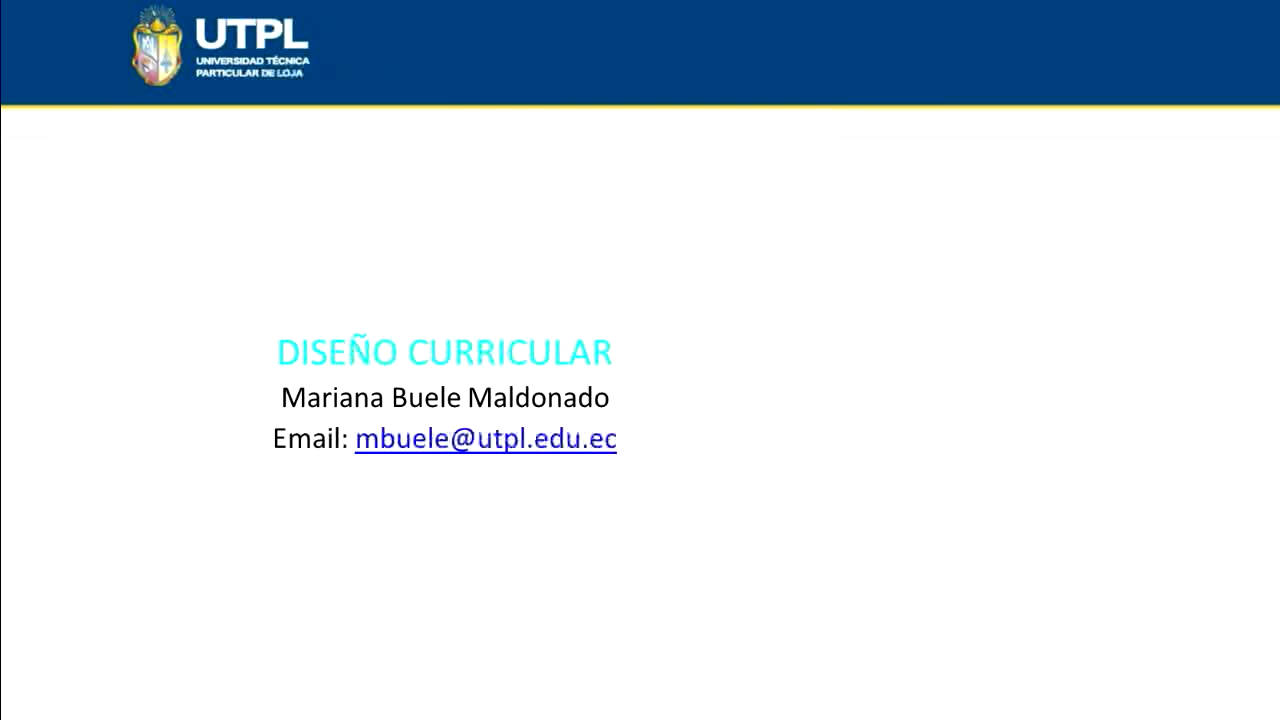 UTPL
UNIVERSIDAD TÉCNICA
PARTICULAR DE LOJA
DISEÑO CURRICULAR
Mariana Buele Maldonado
Email: mbuele@utpl.edu.ec